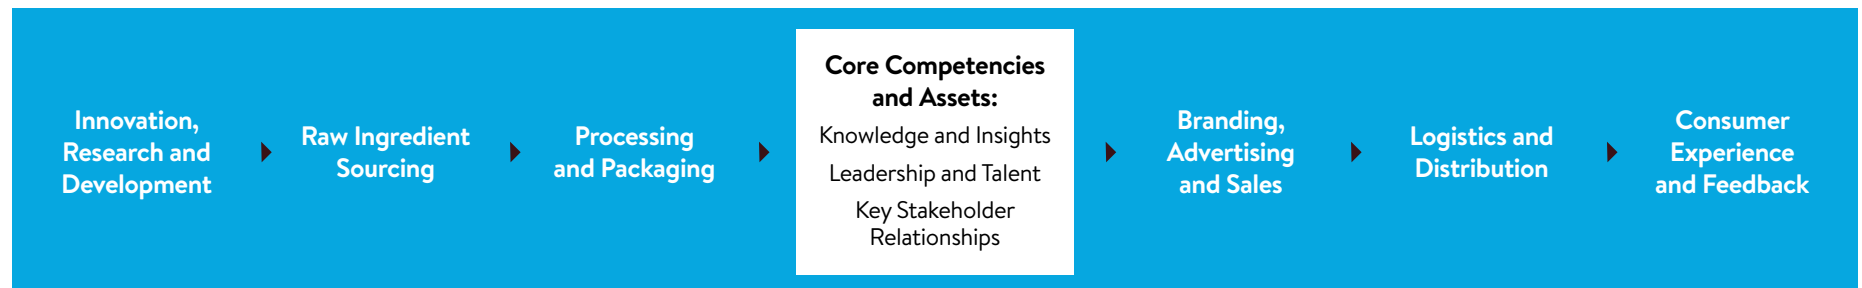 Innovation,
Research and
Development
Raw Ingredient
Sourcing
Processing
and Packaging
Core Competencies
and Assets:
Knowledge and Insights
Leadership and Talent
Key Stakeholder
Relationships
Branding,
Advertising
and Sales
Logistics and
Distribution
Consumer
Experience
and Feedback